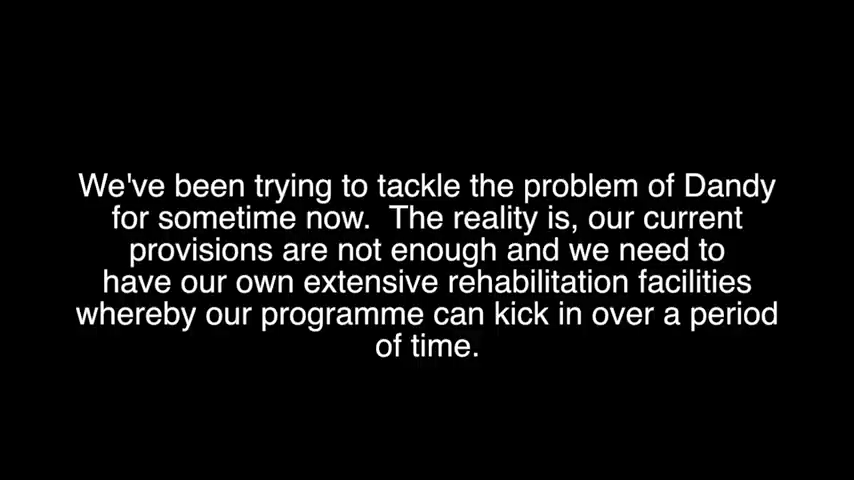 We've been trying to tackle the problem of Dandy
for sometime now.  The reality is, our current
provisions are not enough and we need to
have our own extensive rehabilitation facilities
whereby our programme can kick in over a period
of time.